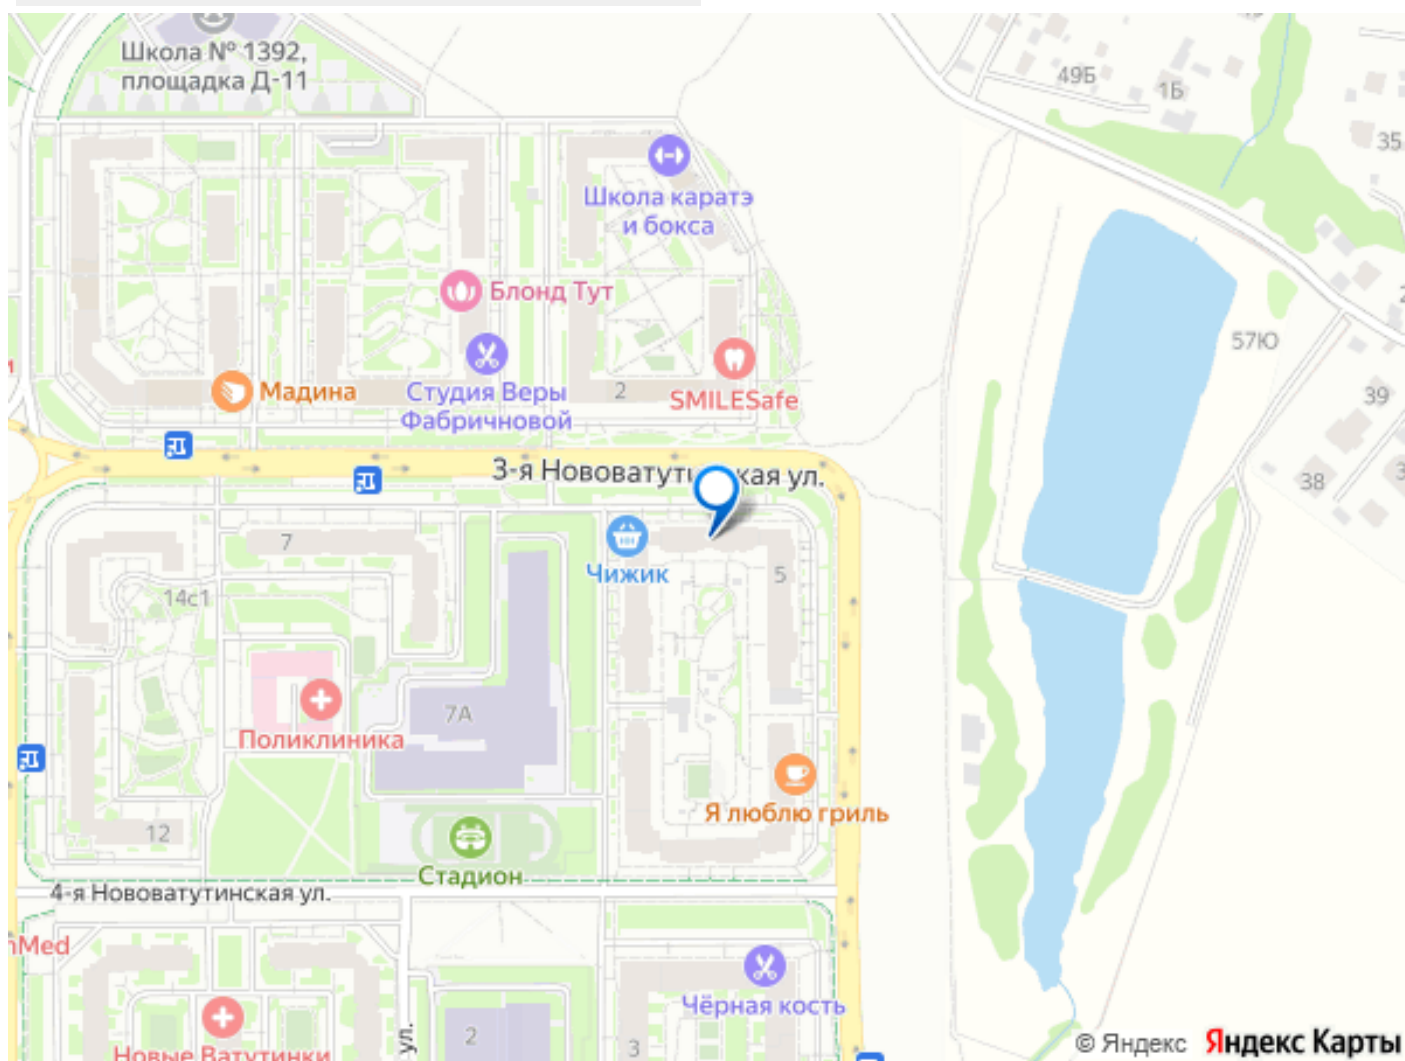 Школа № 1392,
площадка Д-11
49Б
1Б
35
Школа каратэ
и бокса
Блонд Тут
57Ю
Мадина
Студия Веры
Фабричновой
2
SMILESafe
39
3-я Нововатутинская ул.
38
7
Чижик
5
14с1
7А
Поликлиника
Я люблю гриль
12
Стадион
4-я Нововатутинская ул.
Med
Чёрная кость
2
3
ул.
Новые Ватутинки
© Яндекс Яндекс Карты